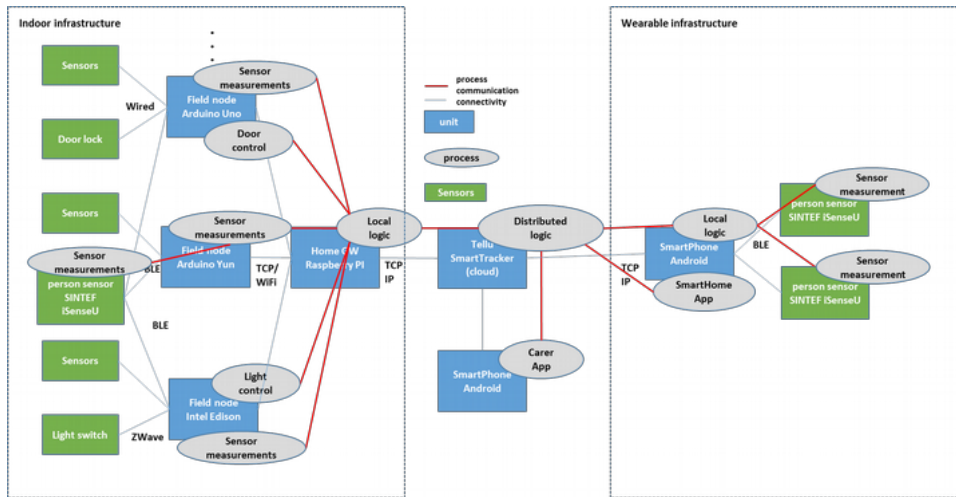 Indoor infrastructure
Wearable infrastructure
Sensors
Sensor
measurements
Field node
Arduino Uno
Wired
Door lock
Door
control
process
communication
connectivity
unit
process
Sensors
Sensors
Sensor
measurements
Field node
Arduino Yun
Local
logic
Home GW
Raspberry PI
Distributed
logic
Tellu
SmartTracker
(cloud)
Local
logic
SmartPhone
Android
Sensor
measurement
person sensor
SINTEF iSenseU
BLE
Sensor
measurement
person sensor
SINTEF iSenseU
Sensor
measurements
person sensor
SINTEF
iSenseU
BLE
TCP/
WiFi
TCP
IP
TCP
IP
SmartHome
App
BLE
Sensors
Light
control
Field node
Intel Edison
Carer
App
SmartPhone
Android
Light switch
ZWave
Sensor
measurements